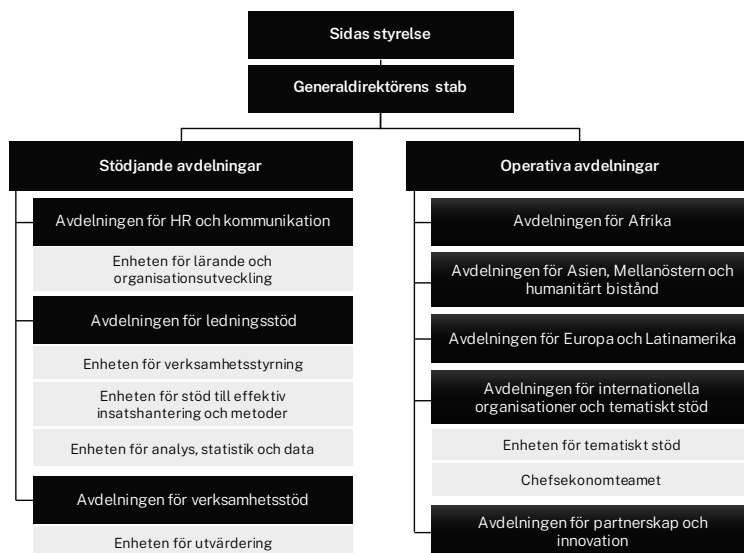 Sidas styrelse
Generaldirektörens stab
Stödjande avdelningar
Avdelningen för HR och kommunikation
Enheten för lärande och
organisationsutveckling
Avdelningen för ledningsstöd
Enheten för verksamhetsstyrning
Enheten för stöd till effektiv
insatshantering och metoder
Enheten för analys, statistik och data
Avdelningen för verksamhetsstöd
Enheten för utvärdering
Operativa avdelningar
Avdelningen för Afrika
Avdelningen för Asien, Mellanöstern och
humanitärt bistånd
Avdelningen för Europa och Latinamerika
Avdelningen för internationella
organisationer och tematiskt stöd
Enheten för tematiskt stöd
Chefsekonomteamet
Avdelningen för partnerskap och
innovation